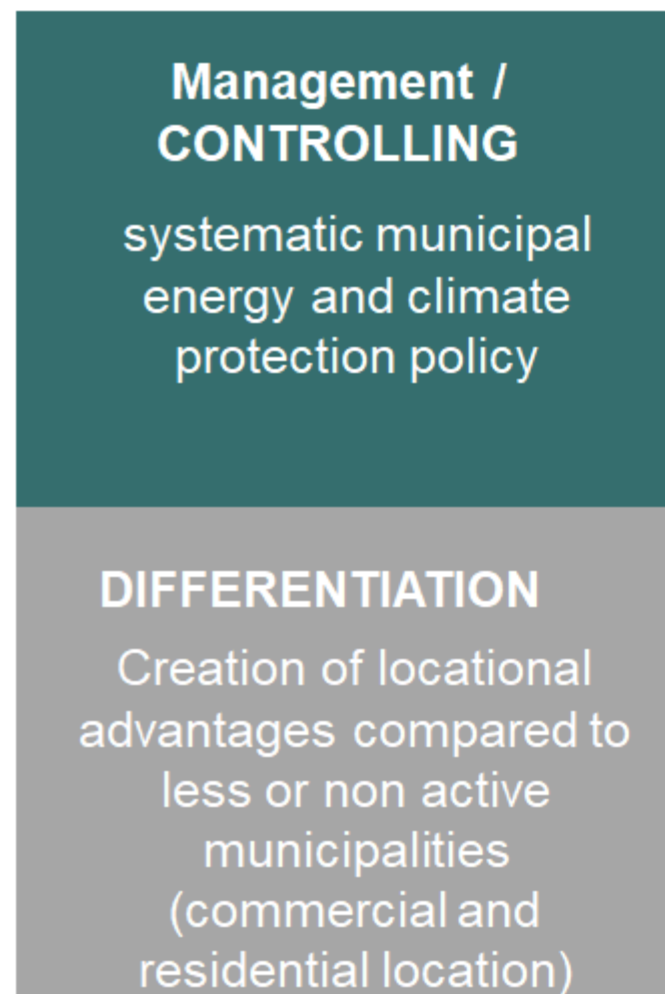 Management /
CONTROLLING
systematic municipal
energy and climate
protection policy
DIFFERENTIATION
Creation of locational
advantages compared to
less or non active
municipalities
(commercial and
residential location)